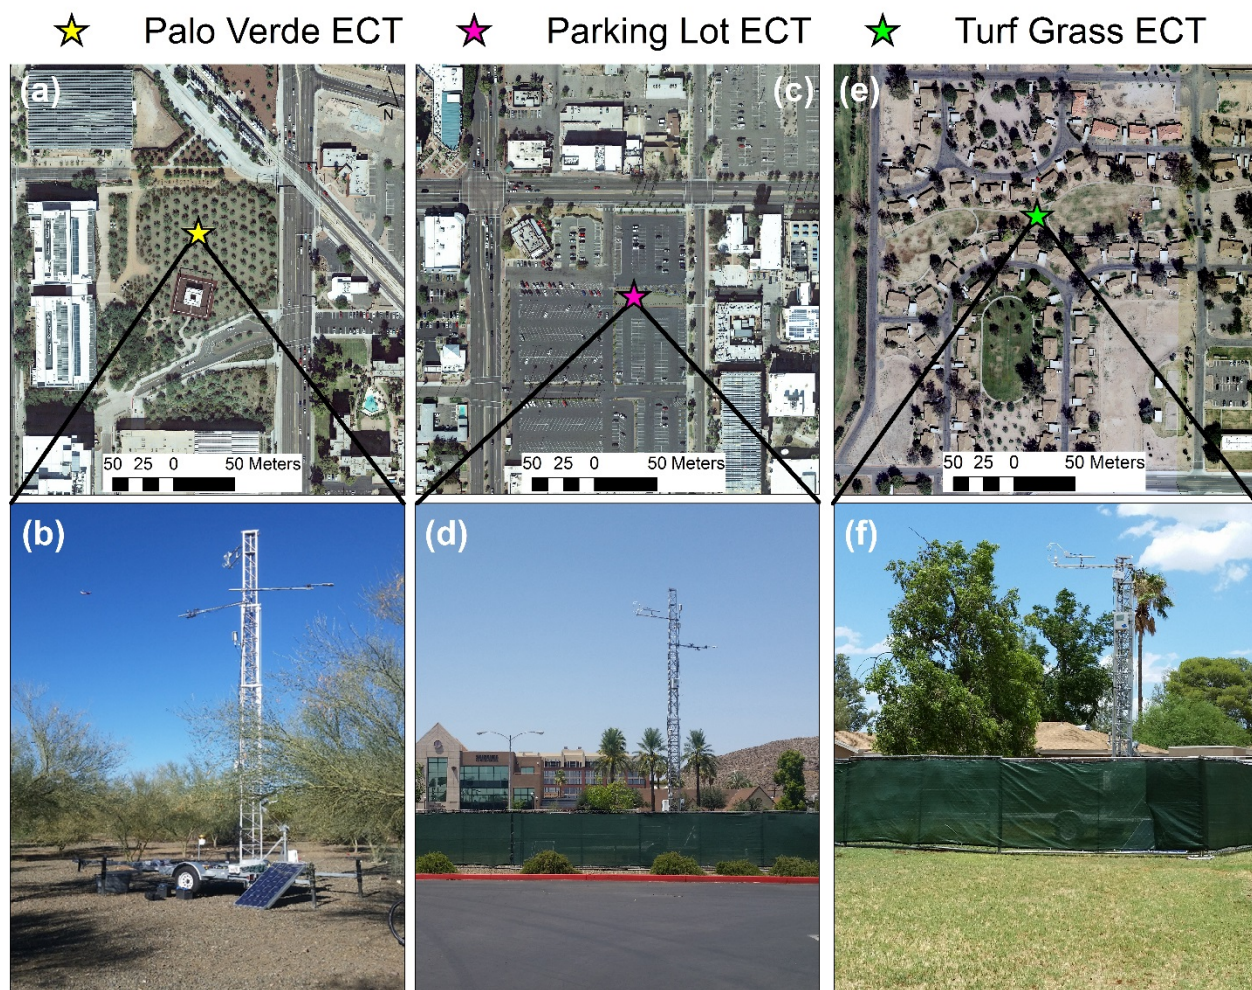 Palo Verde ECT Parking Lot ECT Turf Grass ECT
(a) (c) (e)
N
50 25 0 50 Meters 50 25 0 50 Meters 50 25 0 50 Meters
(b) (d) (f)